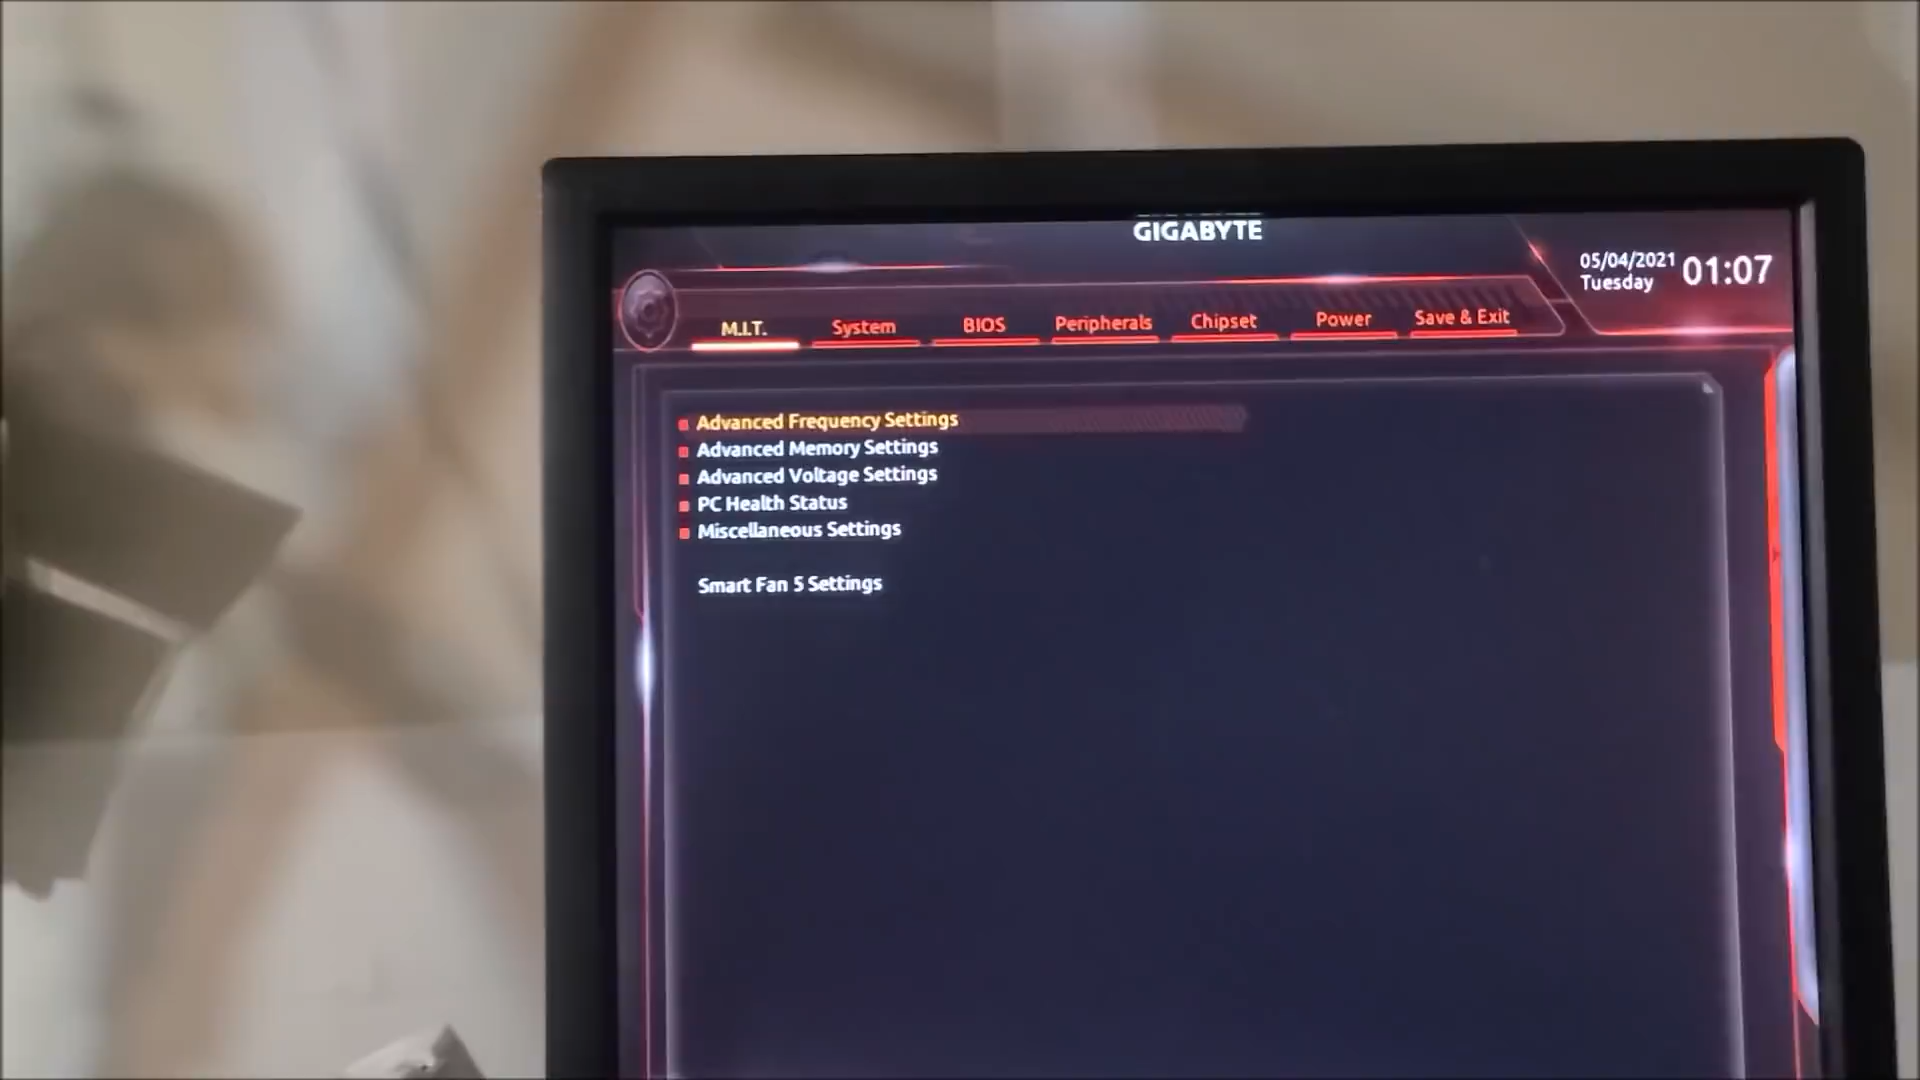 GIGABYTE
05/04/2021
Tuesday
01:07
M.I.T.
System
BIOS
Peripherals
Chipset
Power
Save & Exit
Advanced Frequency Settings
Advanced Memory Settings
Advanced Voltage Settings
PC Health Status
Miscellaneous Settings
Smart Fan 5 Settings